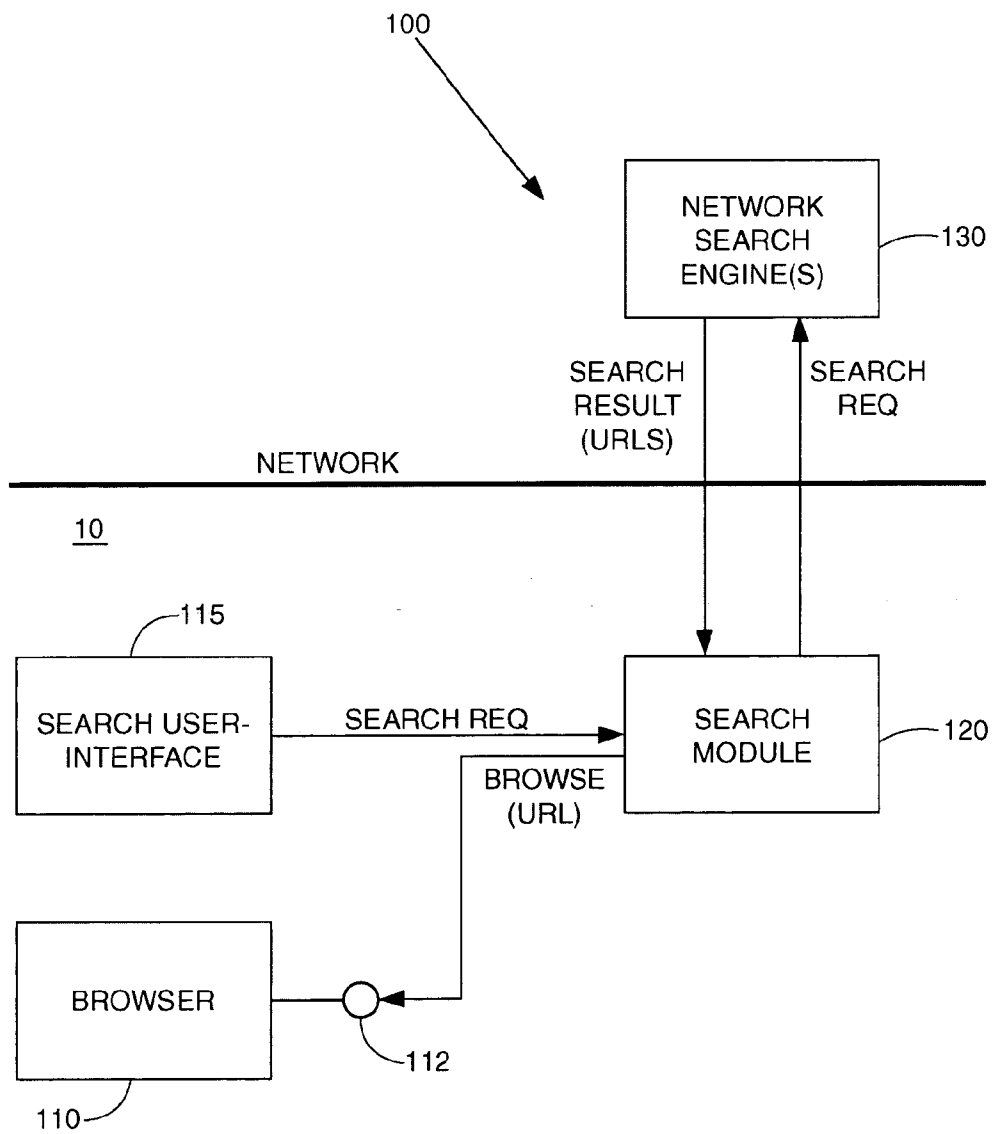 100
NETWORK
SEARCH
ENGINE(S)
130
SEARCH
RESULT
(URLS)
SEARCH
REQ
NETWORK
10
115
SEARCH USER-
INTERFACE
SEARCH REQ
SEARCH
MODULE
120
BROWSE
(URL)
BROWSER
112
110